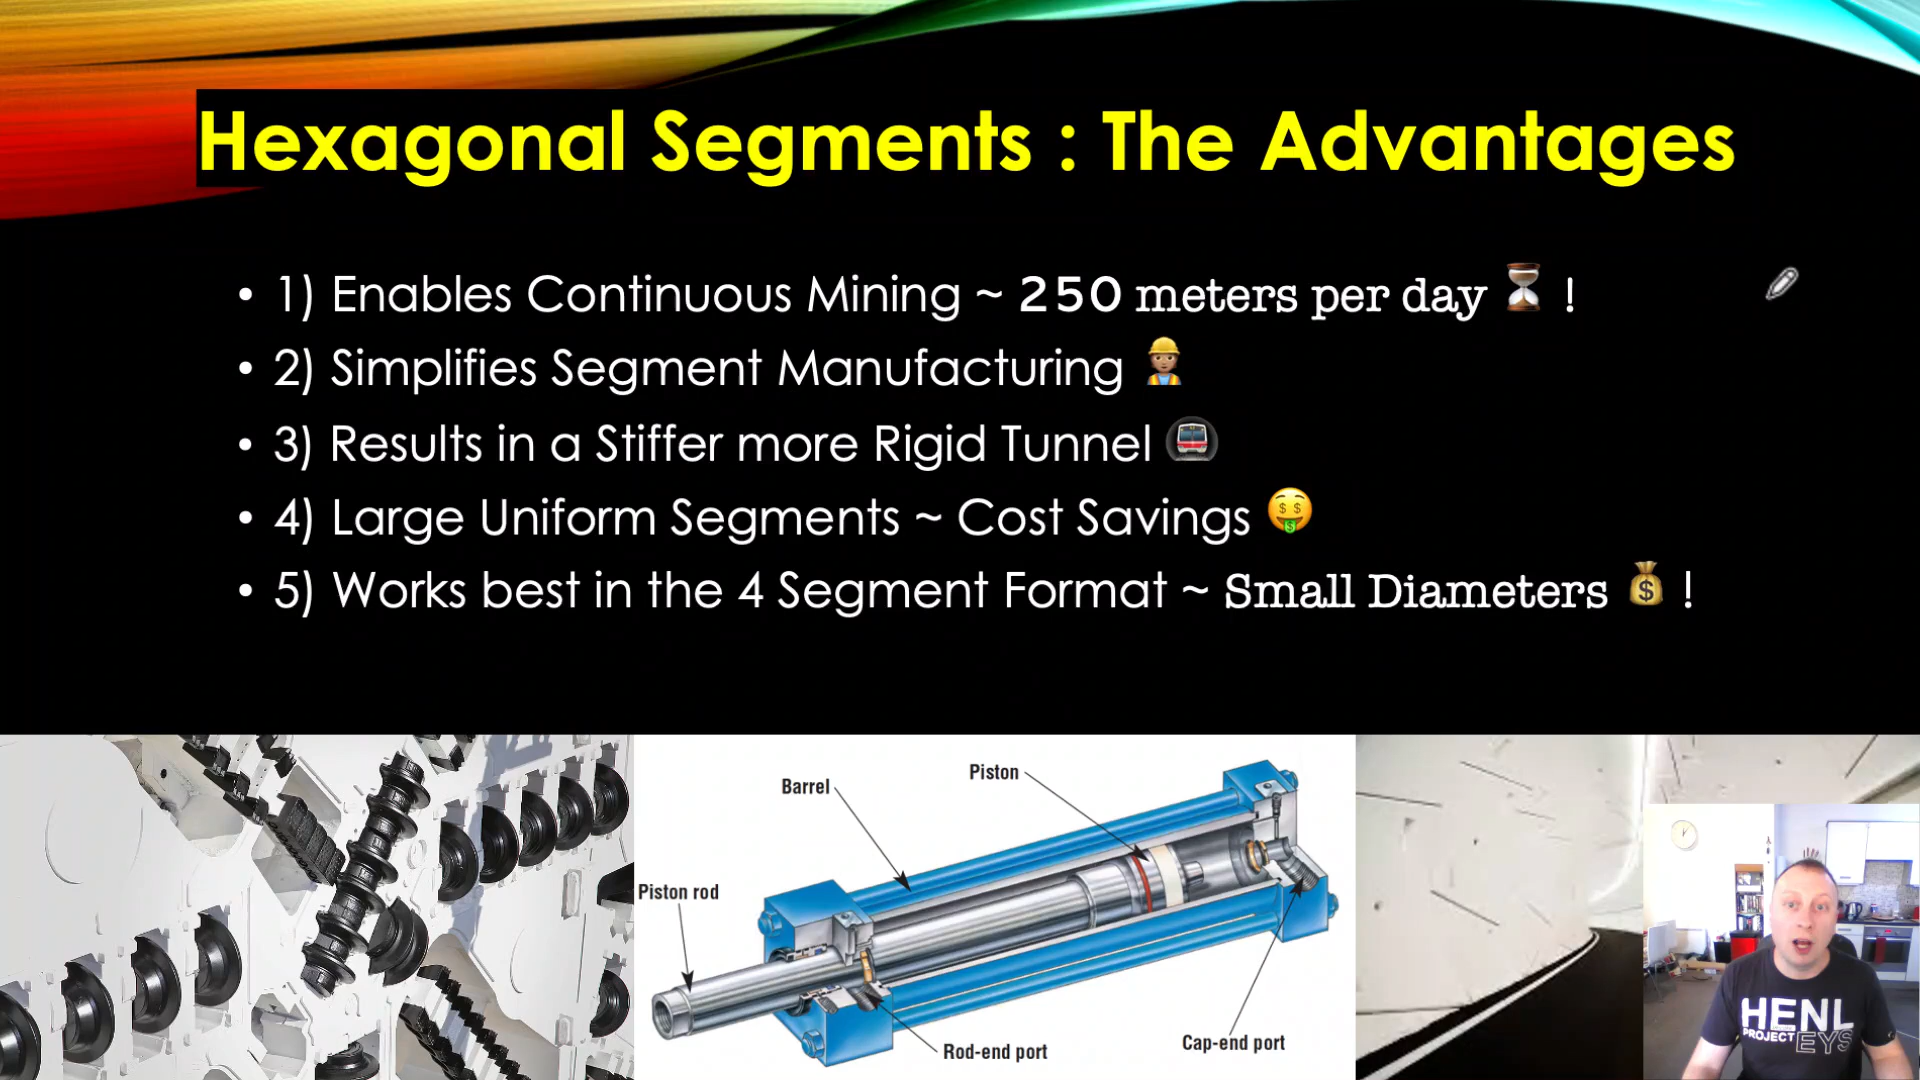 Hexagonal Segments : The Advantages
• 1) Enables Continuous Mining ~ 250 meters per day ⏳ !
• 2) Simplifies Segment Manufacturing 👷🏽
• 3) Results in a Stiffer more Rigid Tunnel 🚇
• 4) Large Uniform Segments ~ Cost Savings 🤑
• 5) Works best in the 4 Segment Format ~ Small Diameters 💰 !
Piston
Barrel
Piston rod
Cap-end port
Rod-end port
HENL
PROJECT EYS